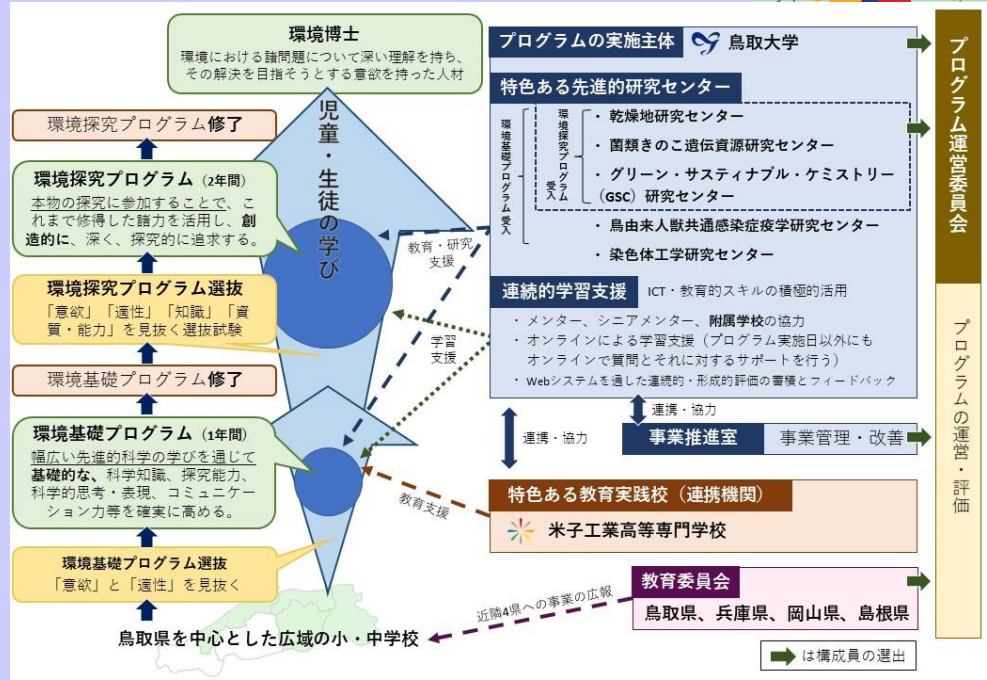 環境博士
環境における諸問題について深い理解を持ち、
その解決を目指そうとする意欲を持った人材
環境探究プログラム修了
環境探究プログラム（2年間）
本物の探究に参加することで、こ
れまで修得した諸力を活用し、創
造的に、深く、探究的に追求する。
環境探究プログラム選抜
「意欲」「適性」「知識」「資
質・能力」を見抜く選抜試験
環境基礎プログラム修了
環境基礎プログラム（1年間）
幅広い先進的科学の学びを通じて
基礎的な、科学知識、探究能力、
科学的思考・表現、コミュニケー
ション力等を確実に高める。
環境基礎プログラム選抜
「意欲」と「適性」を見抜く
鳥取県を中心とした広域の小・中学校
児童・生徒の学び
教育・研究
支援
学習
支援
教育支援
近隣4県への事業の広報
プログラムの実施主体 鳥取大学
特色ある先進的研究センター
環境基礎プログラム受入
環境探究プログラム
受入
・乾燥地研究センター
・菌類きのこ遺伝資源研究センター
・グリーン・サスティナブル・ケミストリー
（GSC）研究センター
・鳥由来人獣共通感染症疫学研究センター
・染色体工学研究センター
連続的学習支援 ICT・教育的スキルの積極的活用
・メンター、シニアメンター、附属学校の協力
・オンラインによる学習支援（プログラム実施日以外にも
オンラインで質問とそれに対するサポートを行う）
・Webシステムを通した連続的・形成的評価の蓄積とフィードバック
連携・協力
連携・協力
事業推進室 事業管理・改善
特色ある教育実践校（連携機関）
米子工業高等専門学校
教育委員会
鳥取県、兵庫県、岡山県、島根県
は構成員の選出
プログラム運営委員会
プログラムの運営・評価